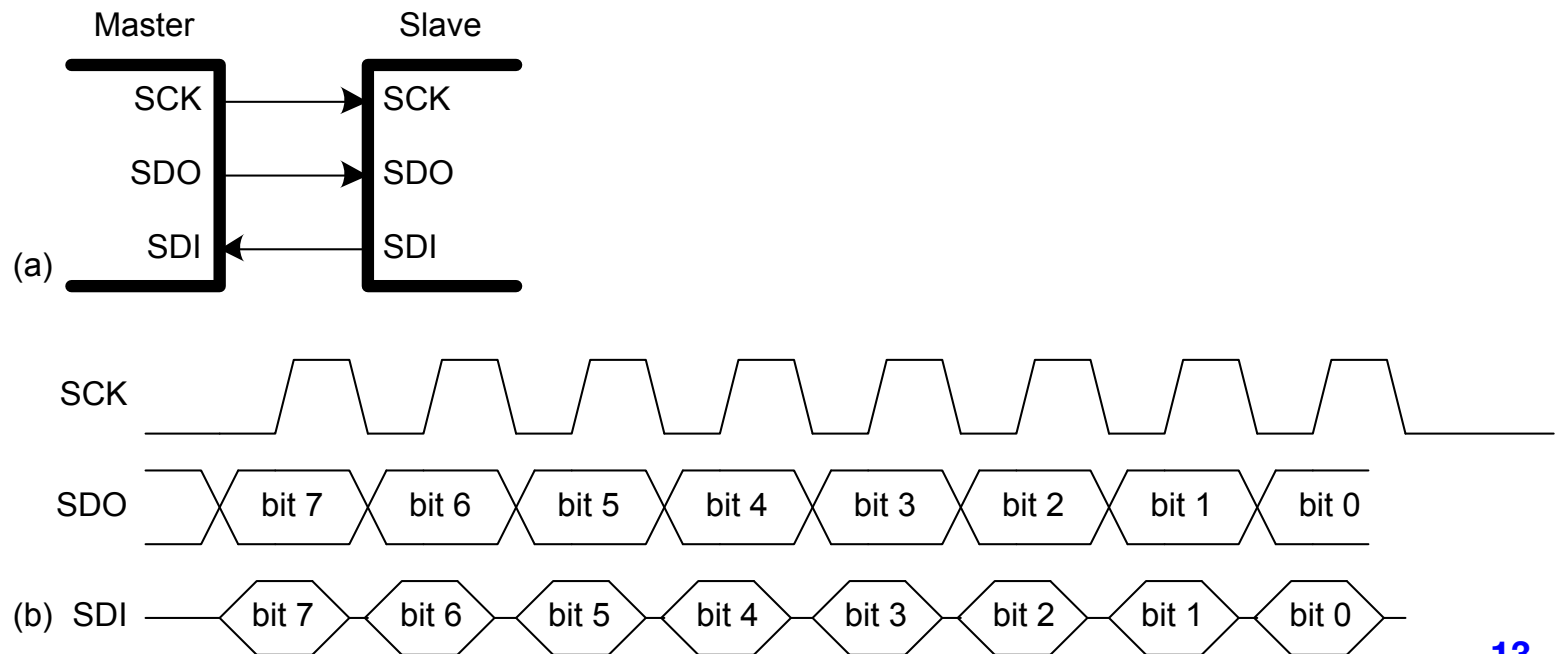 Master Slave
SCK SCK
SDO SDO
SDI SDI
(a)
SCK
SDO bit 7 bit 6 bit 5 bit 4 bit 3 bit 2 bit 1 bit 0
(b) SDI bit 7 bit 6 bit 5 bit 4 bit 3 bit 2 bit 1 bit 0
13